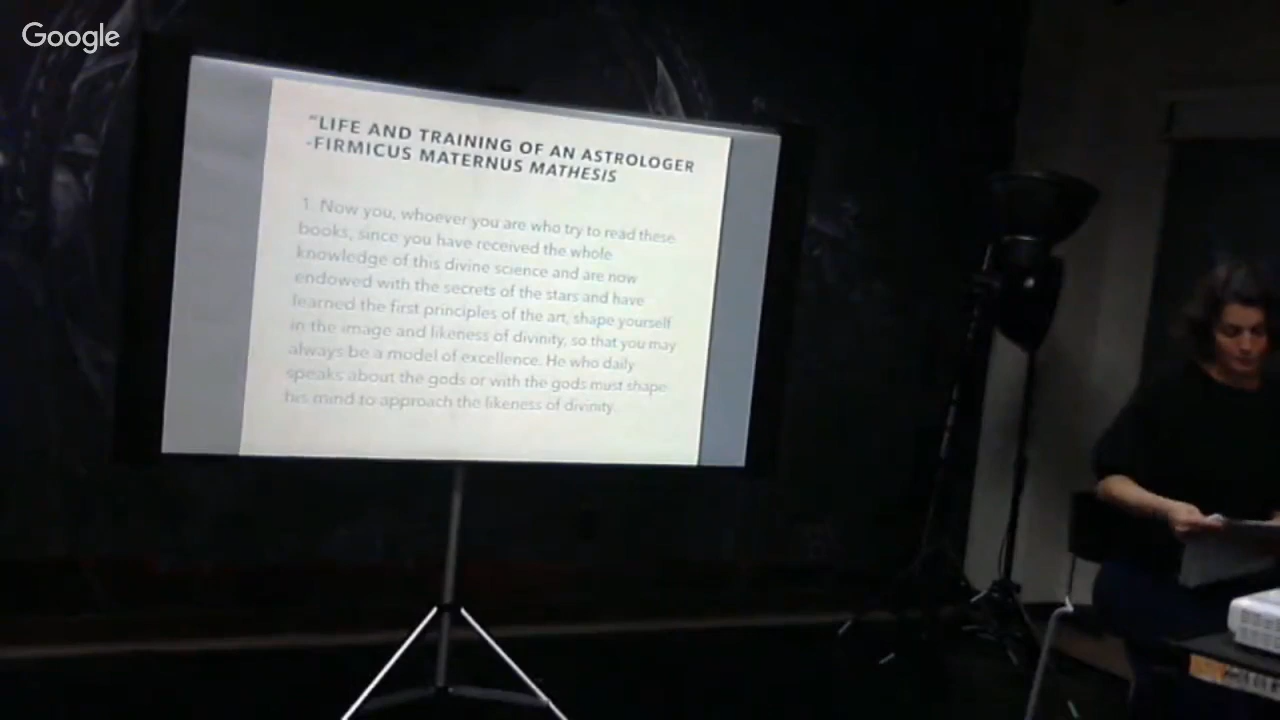 Google
"LIFE AND TRAINING OF AN ASTROLOGER
-FIRMICUS MATERNUS MATHESIS
1. Now you, whoever you are who try to read these
books, since you have received the whole
knowledge of this divine science and are now
endowed with the secrets of the stars and have
learned the first principles of the art, shape yourself
in the image and likeness of divinity, so that you may
always be a model of excellence. He who daily
speaks about the gods or with the gods must shape
his mind to approach the likeness of divinity.